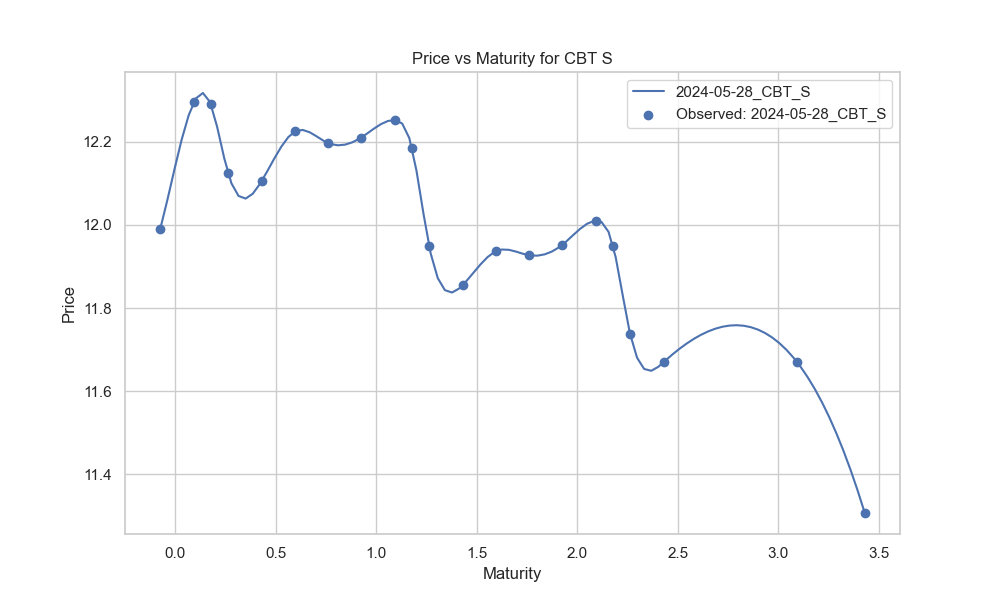 Price vs Maturity for CBT S
2024-05-28_CBT_S
Observed: 2024-05-28_CBT_S
Price
12.2
12.0
11.8
11.6
11.4
0.0 0.5 1.0 1.5 2.0 2.5 3.0 3.5
Maturity